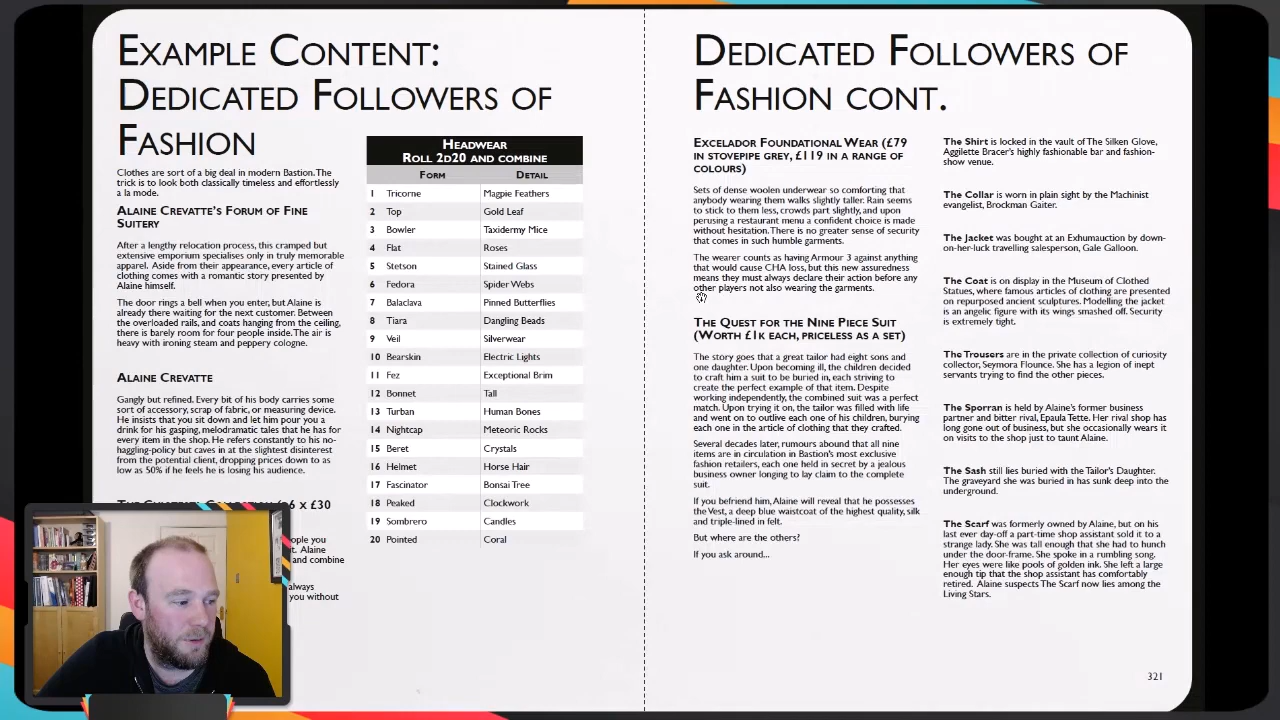 EXAMPLE CONTENT:
DEDICATED FOLLOWERS OF
FASHION
Clothes are sort of a big deal in modern Bastion. The
trick is to look both classically timeless and effortlessly
a la mode.
ALAINE CREVATTE'S FORUM OF FINE
SUITERY
After a lengthy relocation process, this cramped but
extensive emporium specialises only in truly memorable
apparel. Aside from their appearance, every article of
clothing comes with a romantic story presented by
Alaine himself.
The door rings a bell when you enter, but Alaine is
already there waiting for the next customer. Between
the overloaded rails, and coats hanging from the ceiling,
there is barely room for four people inside. The air is
heavy with ironing steam and peppery cologne.
ALAINE CREVATTE
Gangly but refined. Every bit of his body carries some
sort of accessory, scrap of fabric, or measuring device.
He insists that you sit down and let him pour you a
drink for his gasping, melodramatic tales that he has for
every item in the shop. He refers constantly to his no-
haggling-policy but caves in at the slightest disinterest
from the potential client, dropping prices down to as
low as 50% if he feels he is losing his audience.
x £30
ople you
it. Alaine
and combine
always
you without
HEADWEAR
ROLL 2D20 AND COMBINE
FORM DETAIL
1 Tricorne Magpie Feathers
2 Top Gold Leaf
3 Bowler Taxidermy Mice
4 Flat Roses
5 Stetson Stained Glass
6 Fedora Spider Webs
7 Balaclava Pinned Butterflies
8 Tiara Dangling Beads
9 Veil Silverwear
10 Bearskin Electric Lights
11 Fez Exceptional Brim
12 Bonnet Tall
13 Turban Human Bones
14 Nightcap Meteoric Rocks
15 Beret Crystals
16 Helmet Horse Hair
17 Fascinator Bonsai Tree
18 Peaked Clockwork
19 Sombrero Candles
20 Pointed Coral
DEDICATED FOLLOWERS OF
FASHION CONT.
EXCELADOR FOUNDATIONAL WEAR (£79
IN STOVEPIPE GREY, £119 IN A RANGE OF
COLOURS)
Sets of dense woolen underwear so comforting that
anybody wearing them walks slightly taller. Rain seems
to stick to them less, crowds part slightly, and upon
perusing a restaurant menu a confident choice is made
without hesitation. There is no greater sense of security
that comes in such humble garments.
The wearer counts as having Armour 3 against anything
that would cause CHA loss, but this new assuredness
means they must always declare their action before any
other players not also wearing the garments.
THE QUEST FOR THE NINE PIECE SUIT
(WORTH £1K EACH, PRICELESS AS A SET)
The story goes that a great tailor had eight sons and
one daughter. Upon becoming ill, the children decided
to craft him a suit to be buried in, each striving to
create the perfect example of that item. Despite
working independently, the combined suit was a perfect
match. Upon trying it on, the tailor was filled with life
and went on to outlive each one of his children, burying
each one in the article of clothing that they crafted.
Several decades later, rumours abound that all nine
items are in circulation in Bastion's most exclusive
fashion retailers, each one held in secret by a jealous
business owner longing to lay claim to the complete
suit.
If you befriend him, Alaine will reveal that he possesses
the Vest, a deep blue waistcoat of the highest quality, silk
and triple-lined in felt.
But where are the others?
If you ask around...
The Shirt is locked in the vault of The Silken Glove,
Aggilette Bracer's highly fashionable bar and fashion-
show venue.
The Collar is worn in plain sight by the Machinist
evangelist, Brockman Gaiter.
The Jacket was bought at an Exhumauction by down-
on-her-luck travelling salesperson, Gale Galloon.
The Coat is on display in the Museum of Clothed
Statues, where famous articles of clothing are presented
on repurposed ancient sculptures. Modelling the jacket
is an angelic figure with its wings smashed off. Security
is extremely tight.
The Trousers are in the private collection of curiosity
collector, Seymora Flounce. She has a legion of inept
servants trying to find the other pieces.
The Sporran is held by Alaine's former business
partner and bitter rival, Epaula Tette. Her rival shop has
long gone out of business, but she occasionally wears it
on visits to the shop just to taunt Alaine.
The Sash still lies buried with the Tailor's Daughter.
The graveyard she was buried in has sunk deep into the
underground.
The Scarf was formerly owned by Alaine, but on his
last ever day-off a part-time shop assistant sold it to a
strange lady. She was tall enough that she had to hunch
under the door-frame. She spoke in a rumbling song.
Her eyes were like pools of golden ink. She left a large
enough tip that the shop assistant has comfortably
retired. Alaine suspects The Scarf now lies among the
Living Stars.
321